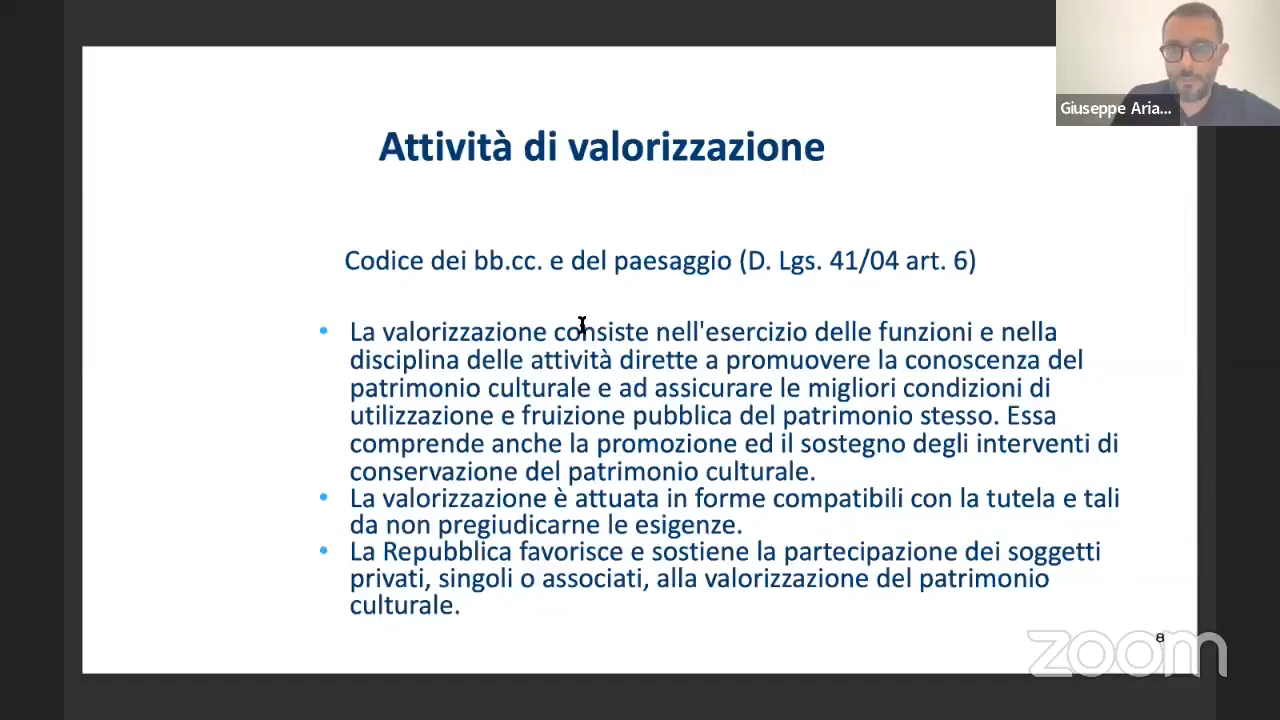 Giuseppe Aria...
Attività di valorizzazione
Codice dei bb.cc. e del paesaggio (D. Lgs. 41/04 art. 6)
• La valorizzazione consiste nell'esercizio delle funzioni e nella
disciplina delle attività dirette a promuovere la conoscenza del
patrimonio culturale e ad assicurare le migliori condizioni di
utilizzazione e fruizione pubblica del patrimonio stesso. Essa
comprende anche la promozione ed il sostegno degli interventi di
conservazione del patrimonio culturale.
• La valorizzazione è attuata in forme compatibili con la tutela e tali
da non pregiudicarne le esigenze.
• La Repubblica favorisce e sostiene la partecipazione dei soggetti
privati, singoli o associati, alla valorizzazione del patrimonio
culturale.
8
zoom